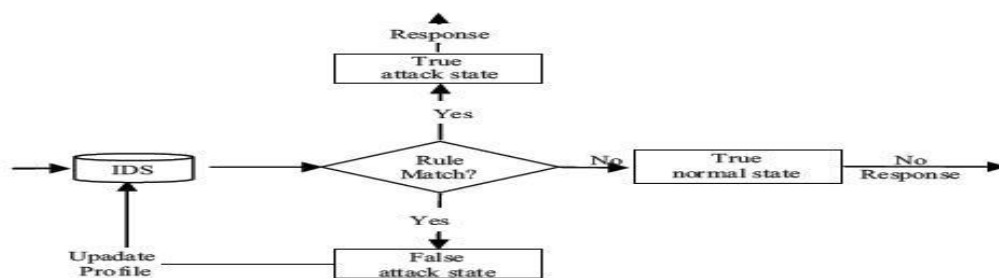 Response
True
attack state
Yes
IDS
Rule
Match?
No
True
normal state
No
Response
Yes
Upadate
Profile
False
attack state